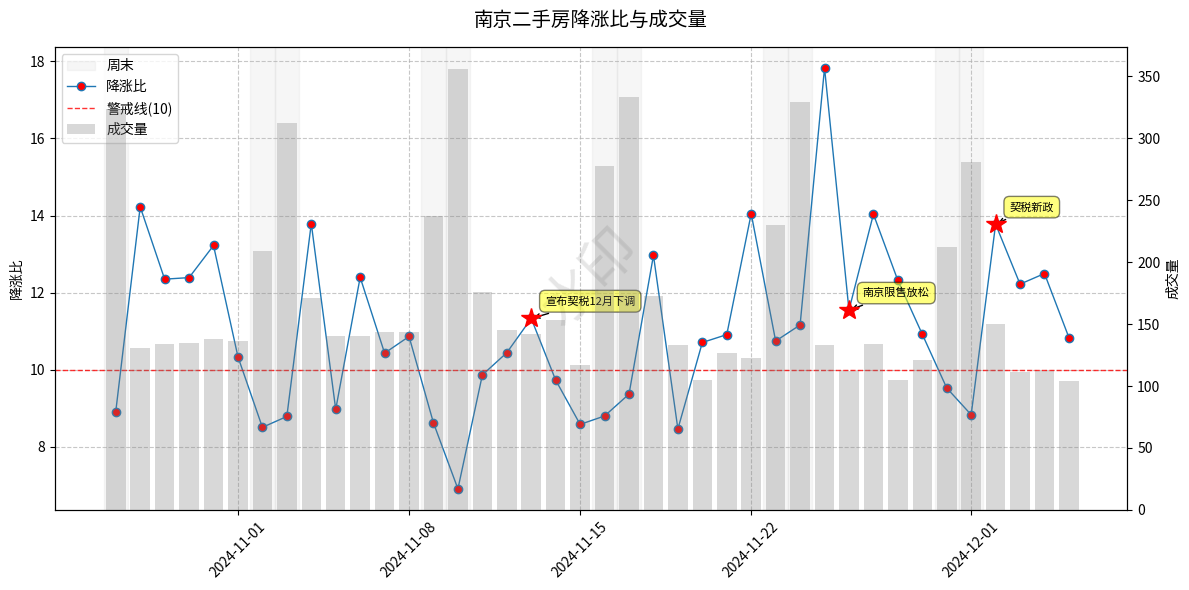 南京二手房降涨比与成交量
周末
降涨比
警戒线(10)
成交量
18
16
14
12
10
8
降涨比
350
300
250
200
150
100
50
0
成交量
契税新政
南京限售放松
宣布契税12月下调
水印
2024-11-01
2024-11-08
2024-11-15
2024-11-22
2024-12-01